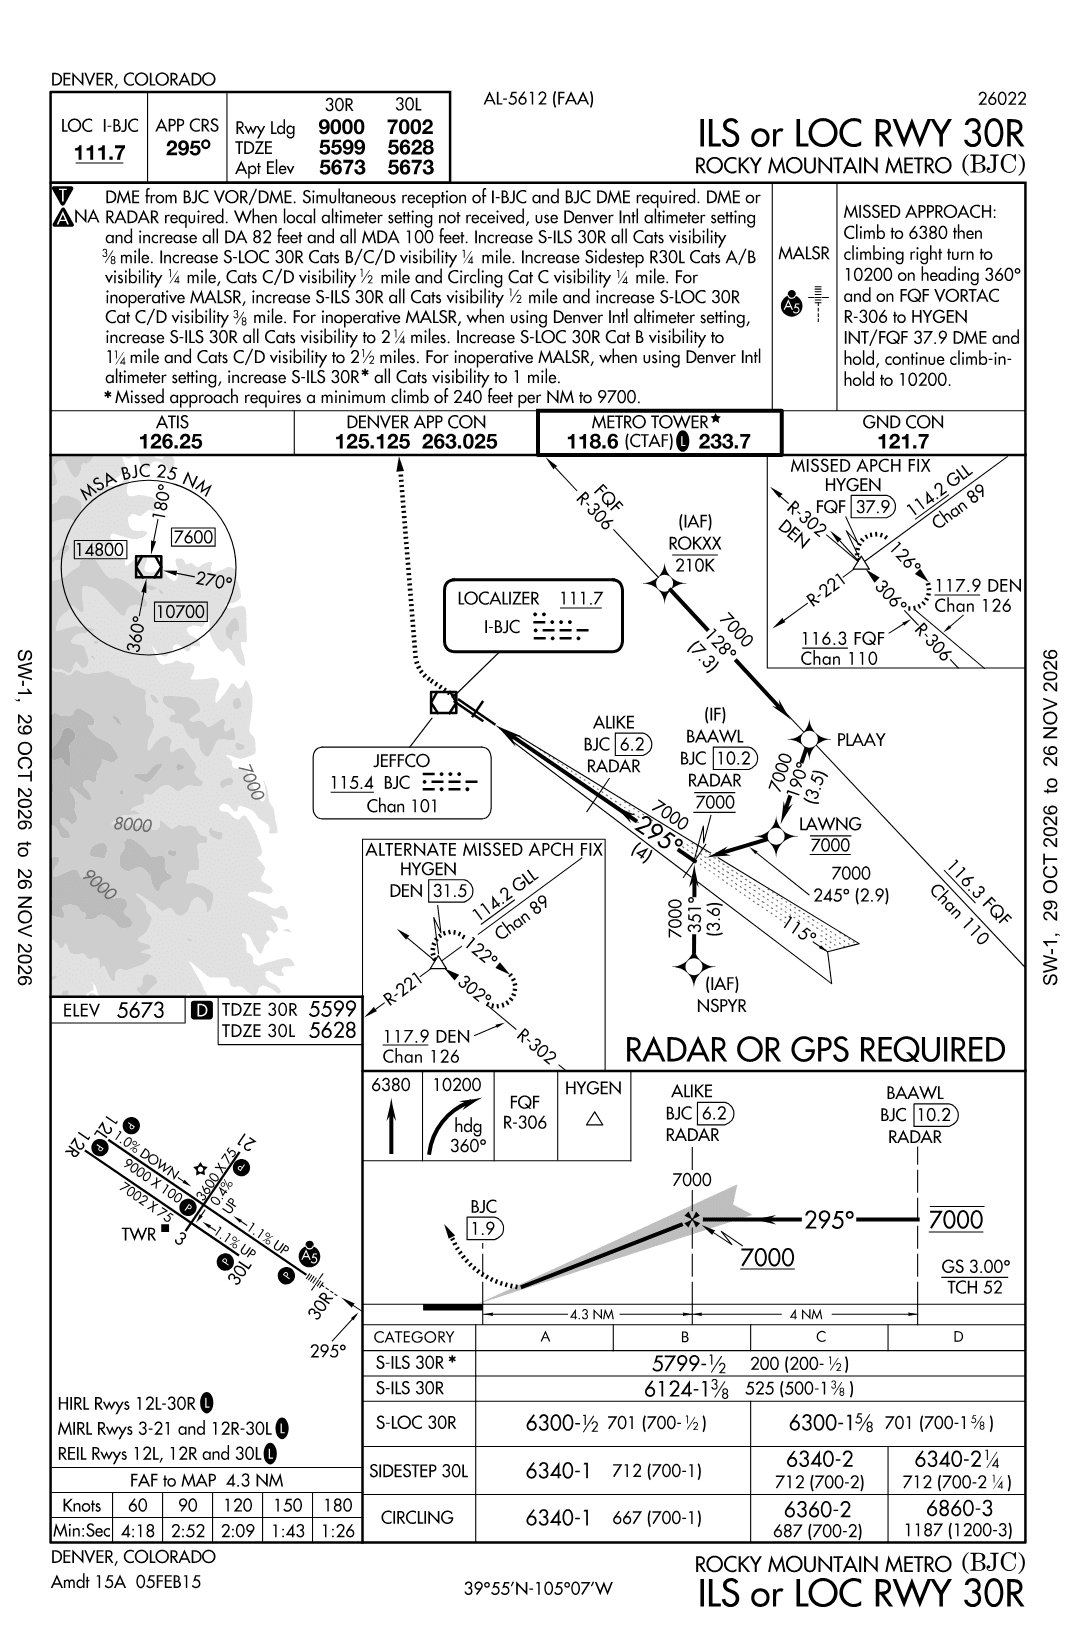 DENVER, COLORADO
AL-5612 (FAA)
26022
LOC I-BJC
111.7
APP CRS
295°
30R 30L
Rwy Ldg 9000 7002
TDZE 5599 5628
Apt Elev 5673 5673
ILS or LOC RWY 30R
ROCKY MOUNTAIN METRO (BJC)
T
A NA
DME from BJC VOR/DME. Simultaneous reception of I-BJC and BJC DME required. DME or
RADAR required. When local altimeter setting not received, use Denver Intl altimeter setting
and increase all DA 82 feet and all MDA 100 feet. Increase S-ILS 30R all Cats visibility
⅜ mile. Increase S-LOC 30R Cats B/C/D visibility ¼ mile. Increase Sidestep R30L Cats A/B
visibility ¼ mile, Cats C/D visibility ½ mile and Circling Cat C visibility ¼ mile. For
inoperative MALSR, increase S-ILS 30R all Cats visibility ½ mile and increase S-LOC 30R
Cat C/D visibility ⅜ mile. For inoperative MALSR, when using Denver Intl altimeter setting,
increase S-ILS 30R all Cats visibility to 2¼ miles. Increase S-LOC 30R Cat B visibility to
1¼ mile and Cats C/D visibility to 2½ miles. For inoperative MALSR, when using Denver Intl
altimeter setting, increase S-ILS 30R* all Cats visibility to 1 mile.
*Missed approach requires a minimum climb of 240 feet per NM to 9700.
MALSR
A5
MISSED APPROACH:
Climb to 6380 then
climbing right turn to
10200 on heading 360°
and on FQF VORTAC
R-306 to HYGEN
INT/FQF 37.9 DME and
hold, continue climb-in-
hold to 10200.
ATIS
126.25
DENVER APP CON
125.125 263.025
METRO TOWER*
118.6 (CTAF) L 233.7
GND CON
121.7
MSA BJC 25 NM
180°
7600
14800
270°
10700
360°
FQF
R-306
(IAF)
ROKXX
210K
7000
128°
(7.3)
MISSED APCH FIX
HYGEN
FQF 37.9
114.2 GLL
Chan 89
R-302
DEN
126°
R-221
306°
117.9 DEN
Chan 126
116.3 FQF
Chan 110
R-306
LOCALIZER 111.7
I-BJC
JEFFCO
115.4 BJC
Chan 101
ALIKE
BJC 6.2
RADAR
(IF)
BAAWL
BJC 10.2
RADAR
7000
PLAAY
7000
190°
(3.5)
LAWNG
7000
7000
245° (2.9)
7000
295°
(4)
115°
7000
351°
(3.6)
(IAF)
NSPYR
116.3 FQF
Chan 110
7000
8000
9000
ALTERNATE MISSED APCH FIX
HYGEN
DEN 31.5
114.2 GLL
Chan 89
122°
R-221
302°
117.9 DEN
Chan 126
R-302
RADAR OR GPS REQUIRED
SW-1, 29 OCT 2026 to 26 NOV 2026
SW-1, 29 OCT 2026 to 26 NOV 2026
ELEV 5673
D
TDZE 30R 5599
TDZE 30L 5628
12L
12R
P
P
1.0% DOWN
9000 X 100
7002 X 75
21
P
3600 X 75
0.4%
UP
P
TWR
3
1.1% UP
1.1% UP
P
30L
A5
P
30R
295°
HIRL Rwys 12L-30R L
MIRL Rwys 3-21 and 12R-30L L
REIL Rwys 12L, 12R and 30L L
FAF to MAP 4.3 NM
Knots 60 90 120 150 180
Min:Sec 4:18 2:52 2:09 1:43 1:26
6380
10200
hdg
360°
FQF
R-306
HYGEN
ALIKE
BJC 6.2
RADAR
BAAWL
BJC 10.2
RADAR
7000
BJC
1.9
295°
7000
7000
GS 3.00°
TCH 52
4.3 NM
4 NM
CATEGORY A B C D
S-ILS 30R * 5799-½ 200 (200-½)
S-ILS 30R 6124-1⅜ 525 (500-1⅜)
S-LOC 30R 6300-½ 701 (700-½) 6300-1⅝ 701 (700-1⅝)
SIDESTEP 30L 6340-1 712 (700-1) 6340-2 712 (700-2) 6340-2¼ 712 (700-2¼)
CIRCLING 6340-1 667 (700-1) 6360-2 687 (700-2) 6860-3 1187 (1200-3)
DENVER, COLORADO
Amdt 15A 05FEB15
39°55'N-105°07'W
ROCKY MOUNTAIN METRO (BJC)
ILS or LOC RWY 30R